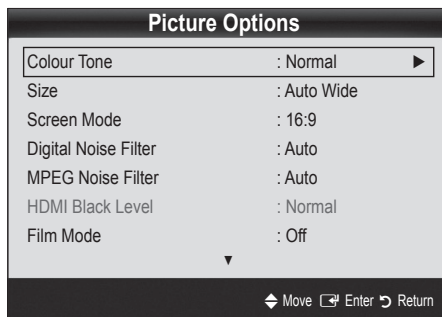 Picture Options
Colour Tone : Normal ►
Size : Auto Wide
Screen Mode : 16:9
Digital Noise Filter : Auto
MPEG Noise Filter : Auto
HDMI Black Level : Normal
Film Mode : Off
▼
Move Enter Return